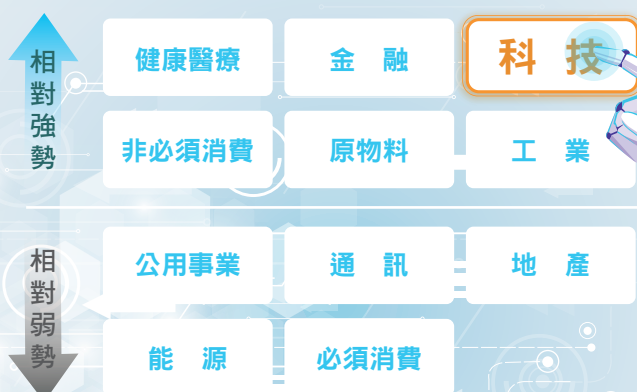 相對強勢
健康醫療
金 融
科 技
非必須消費
原物料
工 業
相對弱勢
公用事業
通 訊
地 產
能 源
必須消費